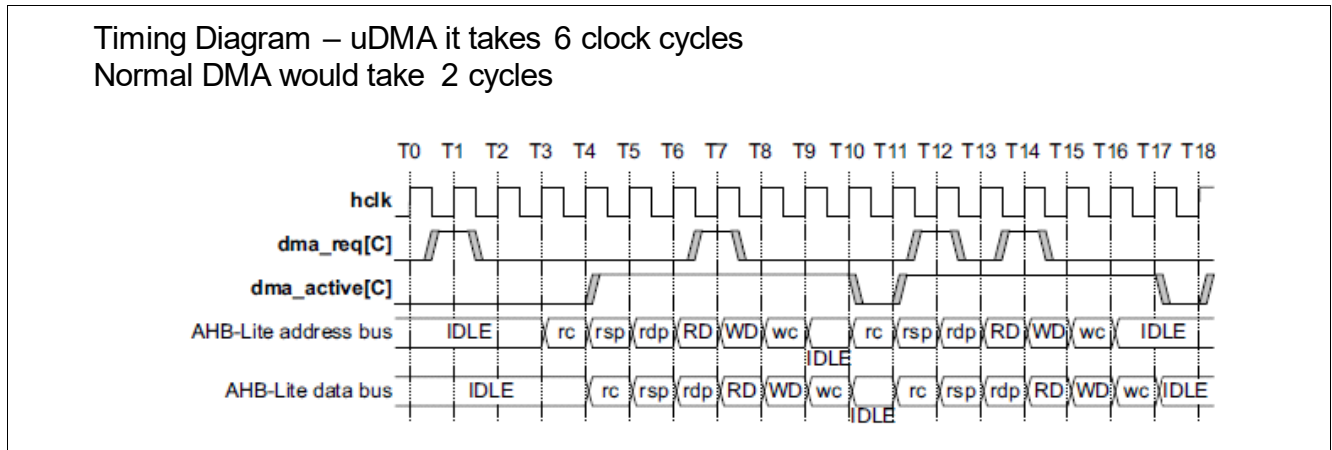 Timing Diagram – uDMA it takes 6 clock cycles
Normal DMA would take 2 cycles
T0 T1 T2 T3 T4 T5 T6 T7 T8 T9 T10 T11 T12 T13 T14 T15 T16 T17 T18
hclk
dma_req[C]
dma_active[C]
AHB-Lite address bus IDLE rc rsp rdp RD WD wc IDLE rc rsp rdp RD WD wc IDLE
AHB-Lite data bus IDLE rc rsp rdp RD WD wc IDLE rc rsp rdp RD WD wc IDLE